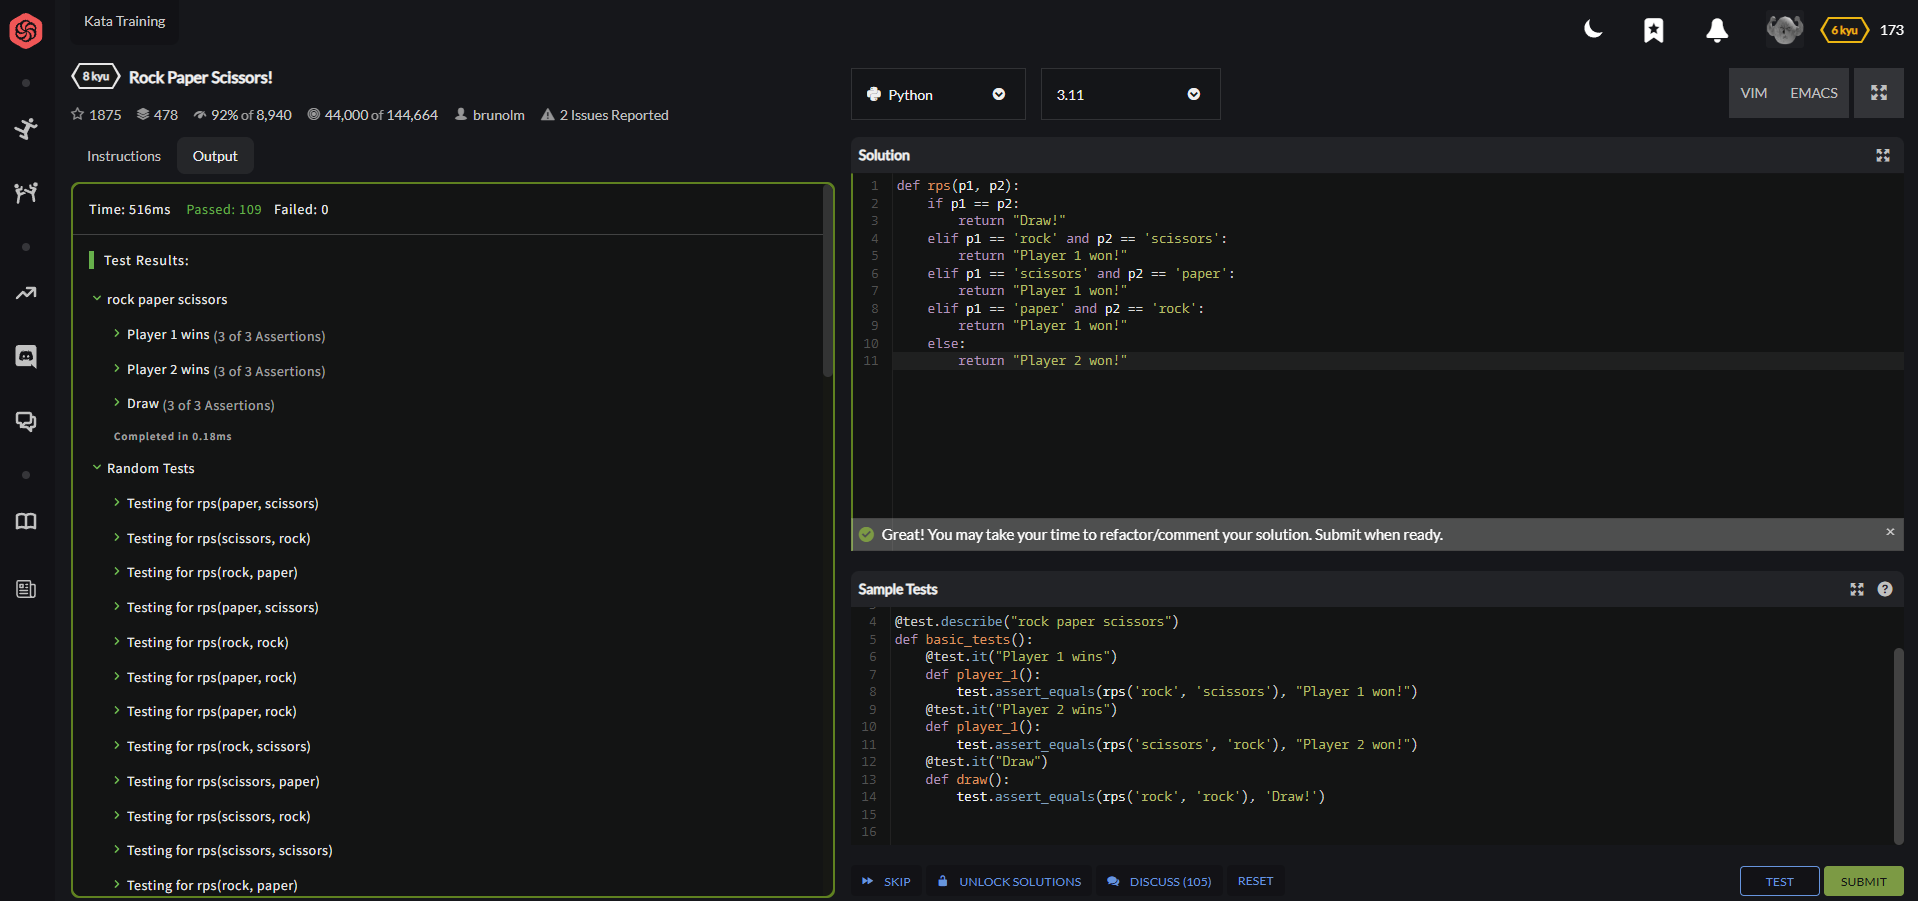 Kata Training
6 kyu 173
8 kyu Rock Paper Scissors!
1875 478 92% of 8,940 44,000 of 144,664 brunolm 2 Issues Reported
Instructions Output
Time: 516ms Passed: 109 Failed: 0
Test Results:
rock paper scissors
Player 1 wins (3 of 3 Assertions)
Player 2 wins (3 of 3 Assertions)
Draw (3 of 3 Assertions)
Completed in 0.18ms
Random Tests
Testing for rps(paper, scissors)
Testing for rps(scissors, rock)
Testing for rps(rock, paper)
Testing for rps(paper, scissors)
Testing for rps(rock, rock)
Testing for rps(paper, rock)
Testing for rps(paper, rock)
Testing for rps(rock, scissors)
Testing for rps(scissors, paper)
Testing for rps(scissors, rock)
Testing for rps(scissors, scissors)
Testing for rps(rock, paper)
Python 3.11 VIM EMACS
Solution
1 def rps(p1, p2):
2     if p1 == p2:
3         return "Draw!"
4     elif p1 == 'rock' and p2 == 'scissors':
5         return "Player 1 won!"
6     elif p1 == 'scissors' and p2 == 'paper':
7         return "Player 1 won!"
8     elif p1 == 'paper' and p2 == 'rock':
9         return "Player 1 won!"
10     else:
11         return "Player 2 won!"
Great! You may take your time to refactor/comment your solution. Submit when ready.
Sample Tests
4 @test.describe("rock paper scissors")
5 def basic_tests():
6     @test.it("Player 1 wins")
7     def player_1():
8         test.assert_equals(rps('rock', 'scissors'), "Player 1 won!")
9     @test.it("Player 2 wins")
10     def player_1():
11         test.assert_equals(rps('scissors', 'rock'), "Player 2 won!")
12     @test.it("Draw")
13     def draw():
14         test.assert_equals(rps('rock', 'rock'), 'Draw!')
15
16
SKIP UNLOCK SOLUTIONS DISCUSS (105) RESET TEST SUBMIT